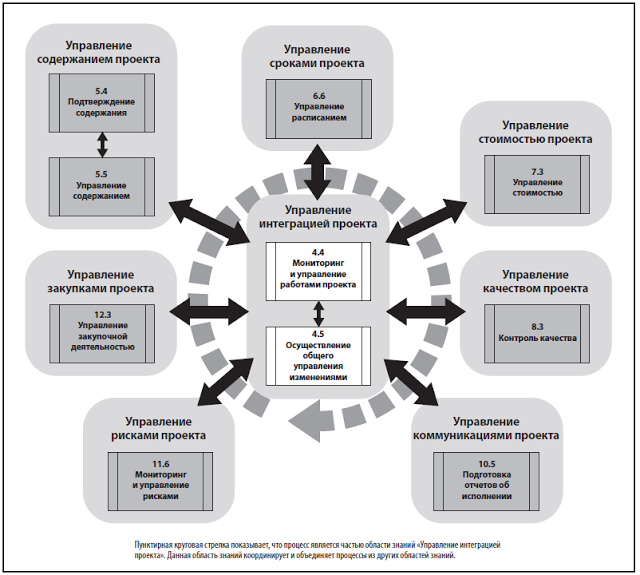 Управление
содержанием проекта
5.4
Подтверждение
содержания
5.5
Управление
содержанием
Управление
сроками проекта
6.6
Управление
расписанием
Управление
стоимостью проекта
7.3
Управление
стоимостью
Управление
интеграцией проекта
4.4
Мониторинг
и управление
работами проекта
4.5
Осуществление
общего
управления
изменениями
Управление
закупками проекта
12.3
Управление
закупочной
деятельностью
Управление
качеством проекта
8.3
Контроль качества
Управление
рисками проекта
11.6
Мониторинг
и управление
рисками
Управление
коммуникациями проекта
10.5
Подготовка
отчетов об
исполнении
Пунктирная круговая стрелка показывает, что процесс является частью области знаний «Управление интеграцией
проекта». Данная область знаний координирует и объединяет процессы из других областей знаний.